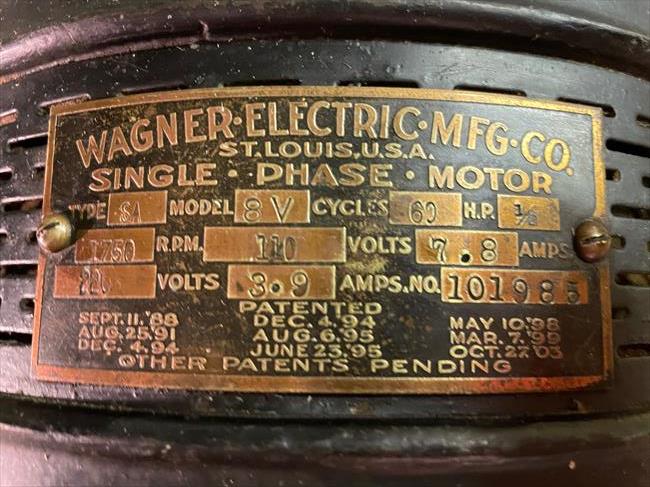 WAGNER·ELECTRIC·MFG·CO.
ST. LOUIS, U.S.A.
SINGLE · PHASE · MOTOR
TYPE SA MODEL 8 V CYCLES 60 H.P. 1/2
1750 R.P.M. 110 VOLTS 7.8 AMPS
220 VOLTS 3.9 AMPS. NO. 101985
PATENTED
SEPT. 11, '88 DEC. 4. '94 MAY 10, '98
AUG. 25. 91 AUG. 6. 95 MAR. 7. '99
DEC. 4. 94 JUNE 25. 95 OCT. 27. '03
OTHER PATENTS PENDING